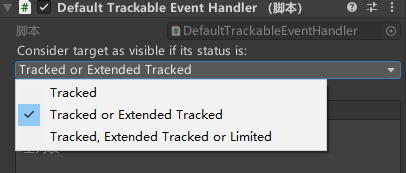 Default Trackable Event Handler （脚本）
脚本
DefaultTrackableEventHandler
Consider target as visible if its status is:
Tracked or Extended Tracked
Tracked
Tracked or Extended Tracked
Tracked, Extended Tracked or Limited